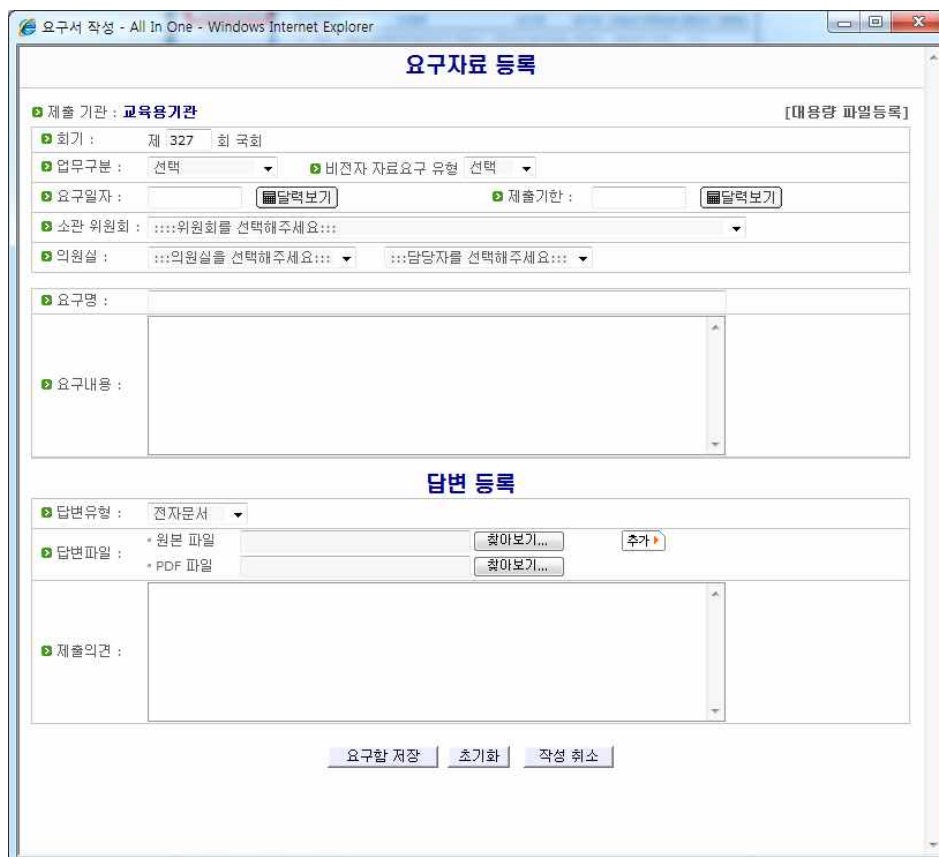 요구서 작성 - All In One - Windows Internet Explorer
요구자료 등록
제출 기관 : 교육용기관 [대용량 파일등록]
회기 : 제 327 회 국회
업무구분 : 선택 비전자 자료요구 유형 선택
요구일자 : 달력보기 제출기한 : 달력보기
소관 위원회 : ::::위원회를 선택해주세요:::
의원실 : :::의원실을 선택해주세요::: :::담당자를 선택해주세요:::
요구명 :
요구내용 :
답변 등록
답변유형 : 전자문서
답변파일 : 원본 파일 찾아보기... 추가
PDF 파일 찾아보기...
제출의견 :
요구함 저장 초기화 작성 취소